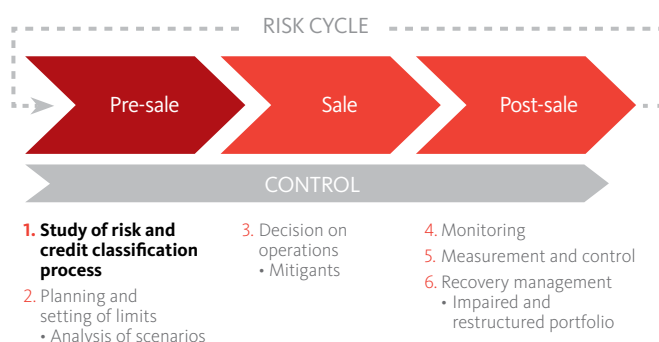 RISK CYCLE
Pre-sale
Sale
Post-sale
CONTROL
1. Study of risk and
credit classification
process
2. Planning and
setting of limits
• Analysis of scenarios
3. Decision on
operations
• Mitigants
4. Monitoring
5. Measurement and control
6. Recovery management
• Impaired and
restructured portfolio